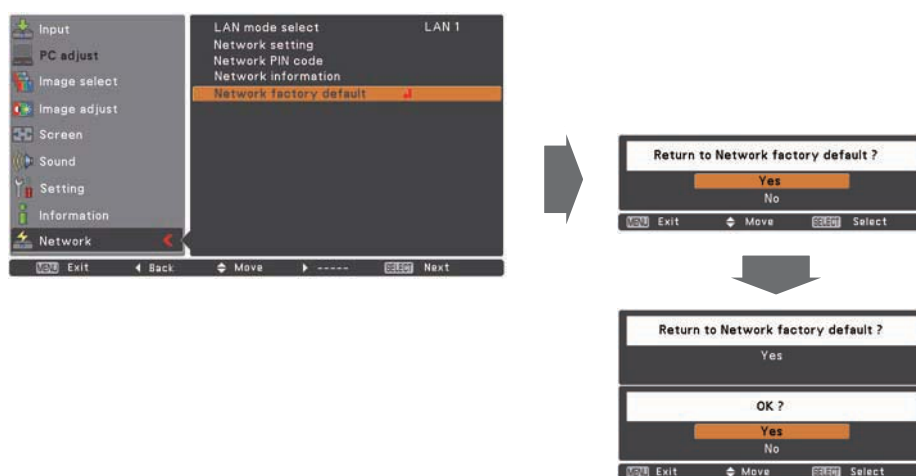 Input
PC adjust
Image select
Image adjust
Screen
Sound
Setting
Information
Network
LAN mode select LAN 1
Network setting
Network PIN code
Network information
Network factory default
MENU Exit Back Move ----- SELECT Next
Return to Network factory default ?
Yes
No
MENU Exit Move SELECT Select
Return to Network factory default ?
Yes
OK ?
Yes
No
MENU Exit Move SELECT Select